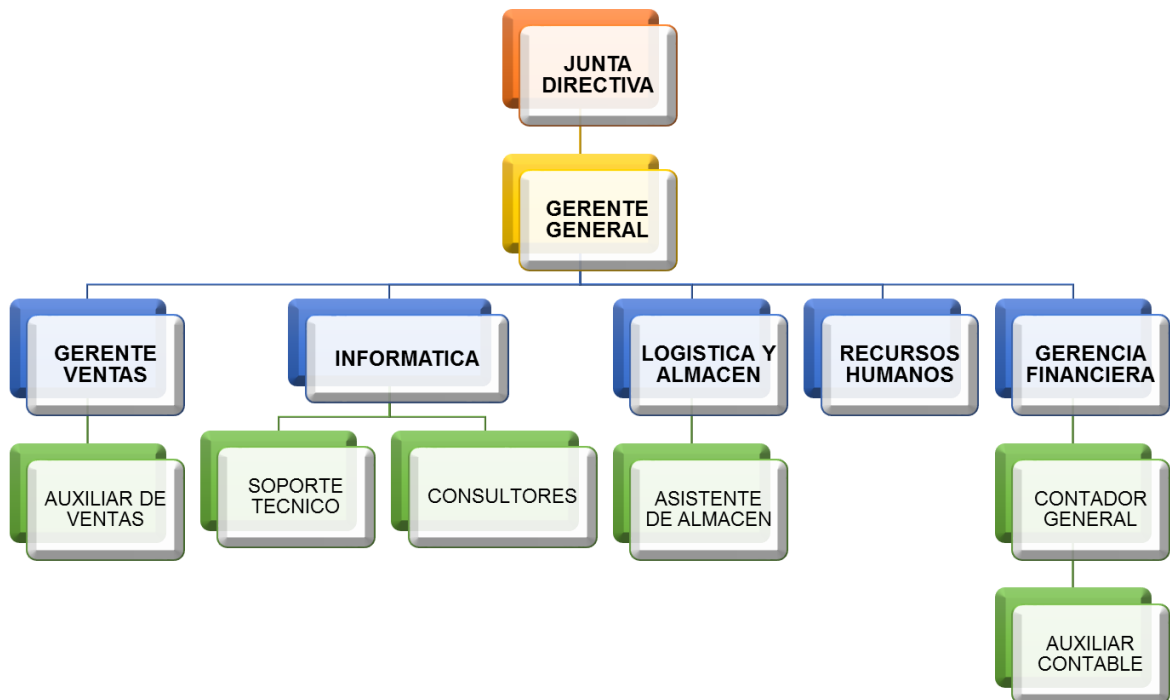 JUNTA
DIRECTIVA
GERENTE
GENERAL
GERENTE
VENTAS
INFORMATICA
LOGISTICA Y
ALMACEN
RECURSOS
HUMANOS
GERENCIA
FINANCIERA
AUXILIAR DE
VENTAS
SOPORTE
TECNICO
CONSULTORES
ASISTENTE
DE ALMACEN
CONTADOR
GENERAL
AUXILIAR
CONTABLE